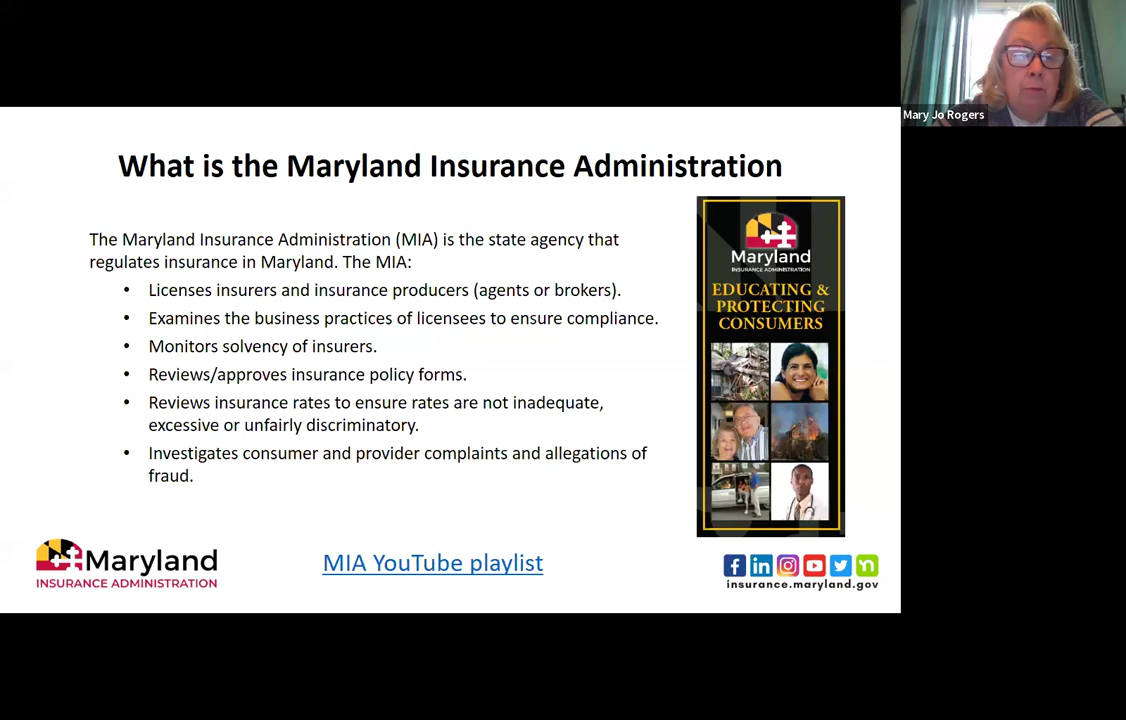 Mary Jo Rogers
What is the Maryland Insurance Administration
The Maryland Insurance Administration (MIA) is the state agency that
regulates insurance in Maryland. The MIA:
• Licenses insurers and insurance producers (agents or brokers).
• Examines the business practices of licensees to ensure compliance.
• Monitors solvency of insurers.
• Reviews/approves insurance policy forms.
• Reviews insurance rates to ensure rates are not inadequate,
excessive or unfairly discriminatory.
• Investigates consumer and provider complaints and allegations of
fraud.
Maryland
INSURANCE ADMINISTRATION
EDUCATING &
PROTECTING
CONSUMERS
Maryland
INSURANCE ADMINISTRATION
MIA YouTube playlist
insurance.maryland.gov